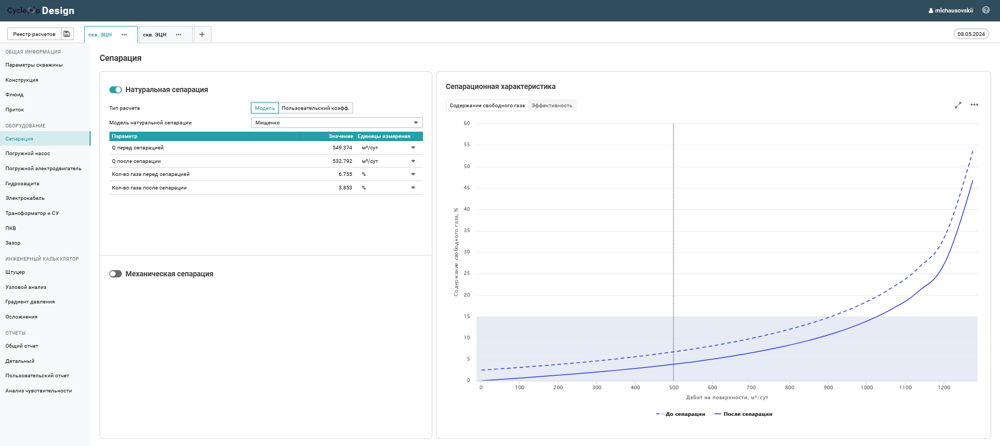 CycleOp Design
mlchausovskii
?
Реестр расчетов
скв. ЭЦН
скв. ЭЦН
+
08.05.2024
ОБЩАЯ ИНФОРМАЦИЯ
Параметры скважины
Конструкция
Флюид
Приток
ОБОРУДОВАНИЕ
Сепарация
Погружной насос
Погружной электродвигатель
Гидрозащита
Электрокабель
Трансформатор и СУ
ПКВ
Зазор
ИНЖЕНЕРНЫЙ КАЛЬКУЛЯТОР
Штуцер
Узловой анализ
Градиент давления
Осложнения
ОТЧЕТЫ
Общий отчет
Детальный
Пользовательский отчет
Анализ чувствительности
Сепарация
Натуральная сепарация
Тип расчета
Модель Пользовательский коэфф.
Модель натуральной сепарации
Мищенко
Параметр Значение Единицы измерения
Q перед сепарацией 549.374 м³/сут
Q после сепарации 532.792 м³/сут
Кол-во газа перед сепарацией 6.755 %
Кол-во газа после сепарации 3.853 %
Механическая сепарация
Сепарационная характеристика
Содержание свободного газа Эффективность
60
55
50
45
40
35
30
25
20
15
10
5
0
Содержание свободного газа, %
0 100 200 300 400 500 600 700 800 900 1000 1100 1200
Дебит на поверхности, м³/сут
До сепарации После сепарации